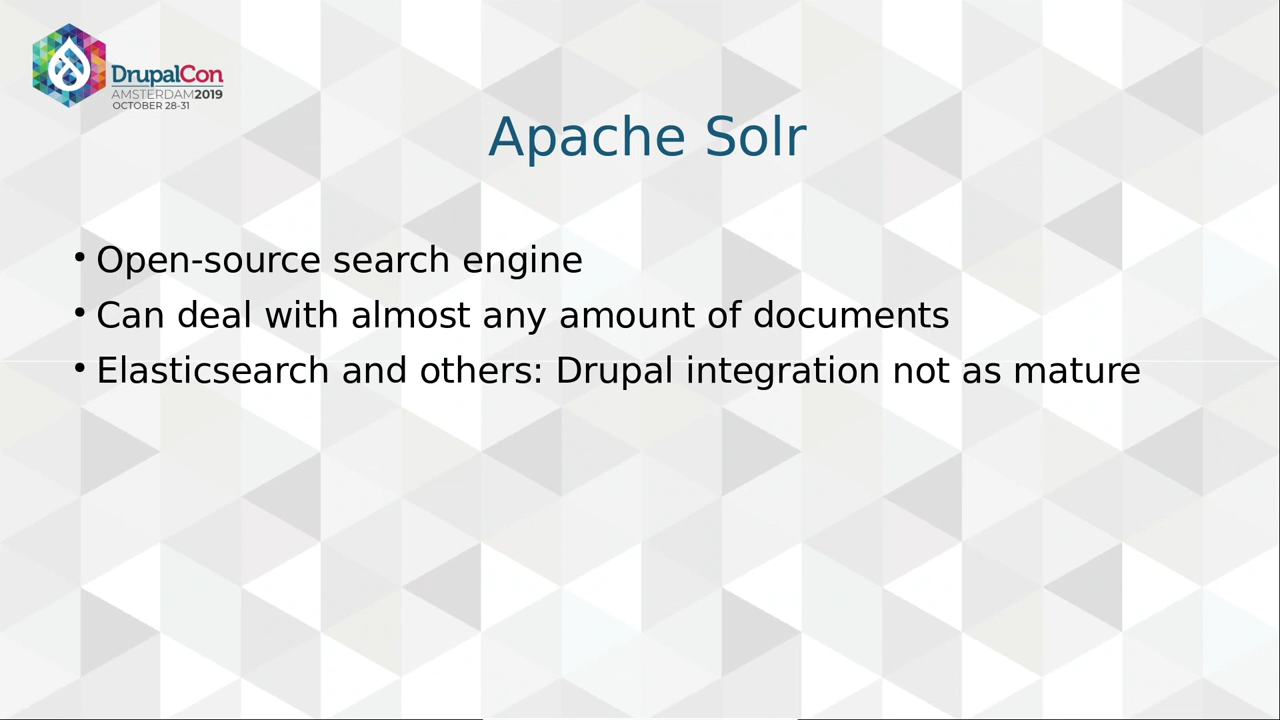 DrupalCon
AMSTERDAM2019
OCTOBER 28-31
Apache Solr
• Open-source search engine
• Can deal with almost any amount of documents
• Elasticsearch and others: Drupal integration not as mature